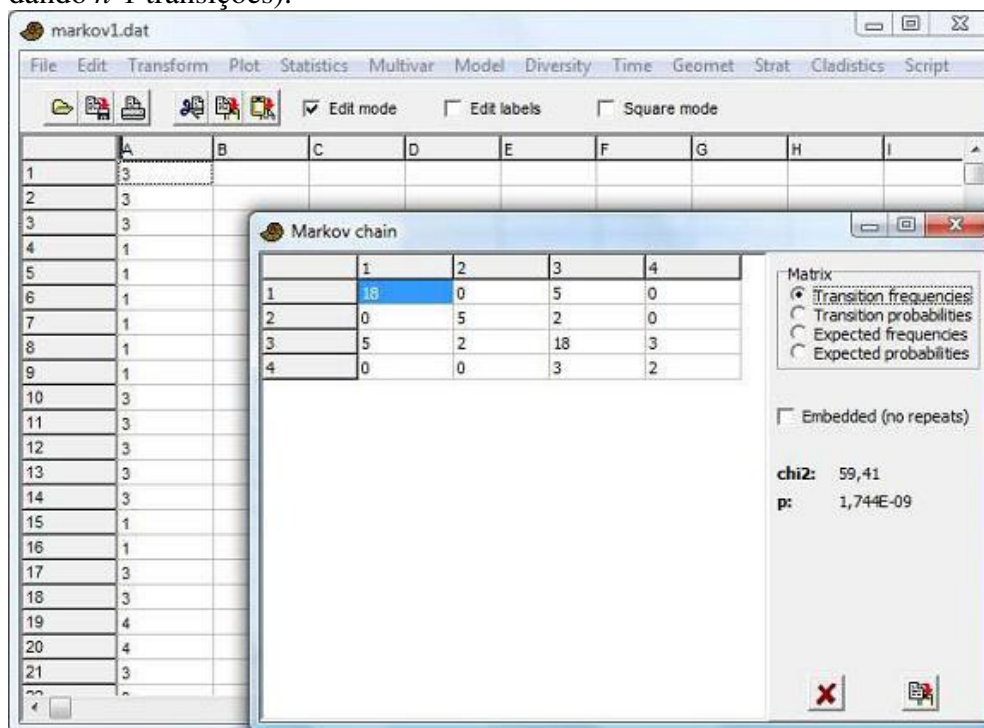 dando n-1 transições).
markov1.dat
File Edit Transform Plot Statistics Multivar Model Diversity Time Geomet Strat Cladistics Script
Edit mode Edit labels Square mode
A B C D E F G H I
1 3
2 3
3 3
4 1
5 1
6 1
7 1
8 1
9 1
10 3
11 3
12 3
13 3
14 3
15 1
16 1
17 3
18 3
19 4
20 4
21 3
Markov chain
1 2 3 4
1 18 0 5 0
2 0 5 2 0
3 5 2 18 3
4 0 0 3 2
Matrix
Transition frequencies
Transition probabilities
Expected frequencies
Expected probabilities
Embedded (no repeats)
chi2: 59,41
p: 1,744E-09